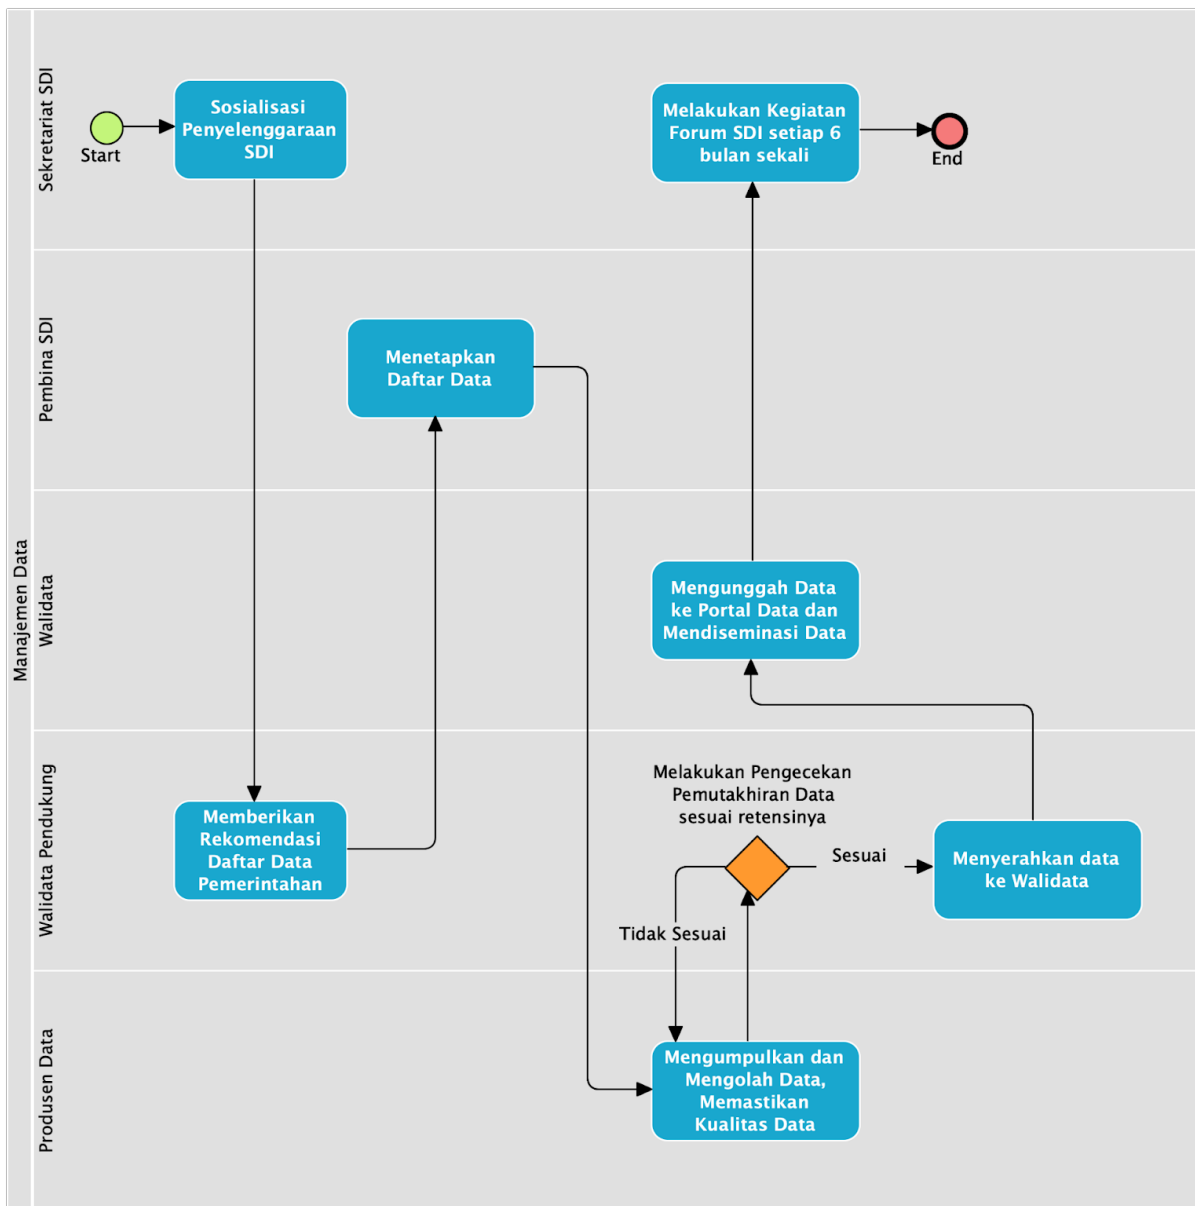 Manajemen Data
Sekretariat SDI
Start
Sosialisasi
Penyelenggaraan
SDI
Melakukan Kegiatan
Forum SDI setiap 6
bulan sekali
End
Pembina SDI
Menetapkan
Daftar Data
Walidata
Mengunggah Data
ke Portal Data dan
Mendiseminasi Data
Walidata Pendukung
Memberikan
Rekomendasi
Daftar Data
Pemerintahan
Melakukan Pengecekan
Pemutakhiran Data
sesuai retensinya
Sesuai
Tidak Sesuai
Menyerahkan data
ke Walidata
Produsen Data
Mengumpulkan dan
Mengolah Data,
Memastikan
Kualitas Data